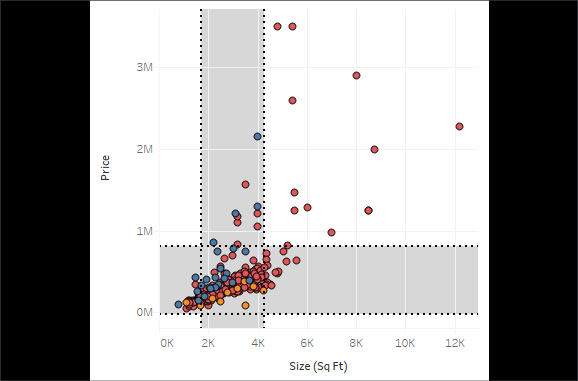 3M
2M
1M
0M
Price
0K 2K 4K 6K 8K 10K 12K
Size (Sq Ft)